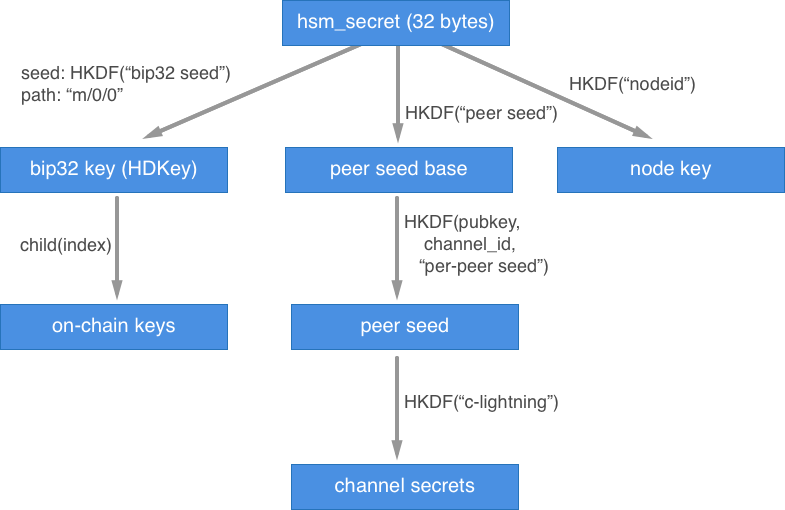 hsm_secret (32 bytes)
seed: HKDF(“bip32 seed”)
path: “m/0/0”
HKDF(“peer seed”)
HKDF(“nodeid”)
bip32 key (HDKey)
peer seed base
node key
child(index)
HKDF(pubkey,
channel_id,
“per-peer seed”)
on-chain keys
peer seed
HKDF(“c-lightning”)
channel secrets